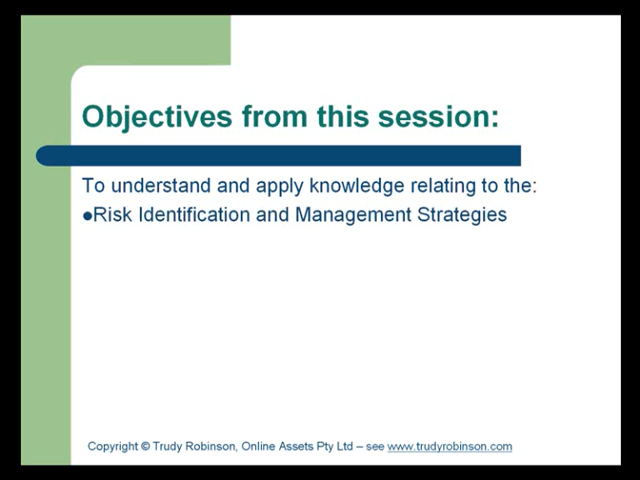 Objectives from this session:
To understand and apply knowledge relating to the:
●Risk Identification and Management Strategies
Copyright © Trudy Robinson, Online Assets Pty Ltd – see www.trudyrobinson.com